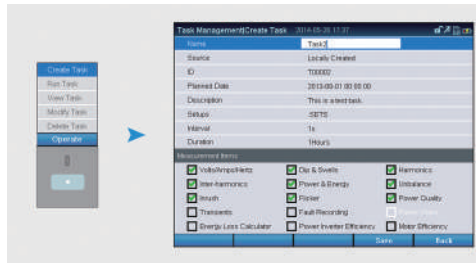 Create Task
Run Task
View Task
Modify Task
Delete Task
Operate
Task Management|Create Task 2014-05-26 11:37
Name Task2
Source Locally Created
ID T00002
Planned Date 2013-00-01 00:00:00
Description This is a test task.
Setups :SETS
Interval 1s
Duration 1Hours
Measurement Items
Volts/Amps/Hertz Dip & Swells Harmonics
Inter-harmonics Power & Energy Unbalance
Inrush Flicker Power Quality
Transients Fault Recording
Energy Loss Calculator Power Inverter Efficiency Motor Efficiency
Save Back